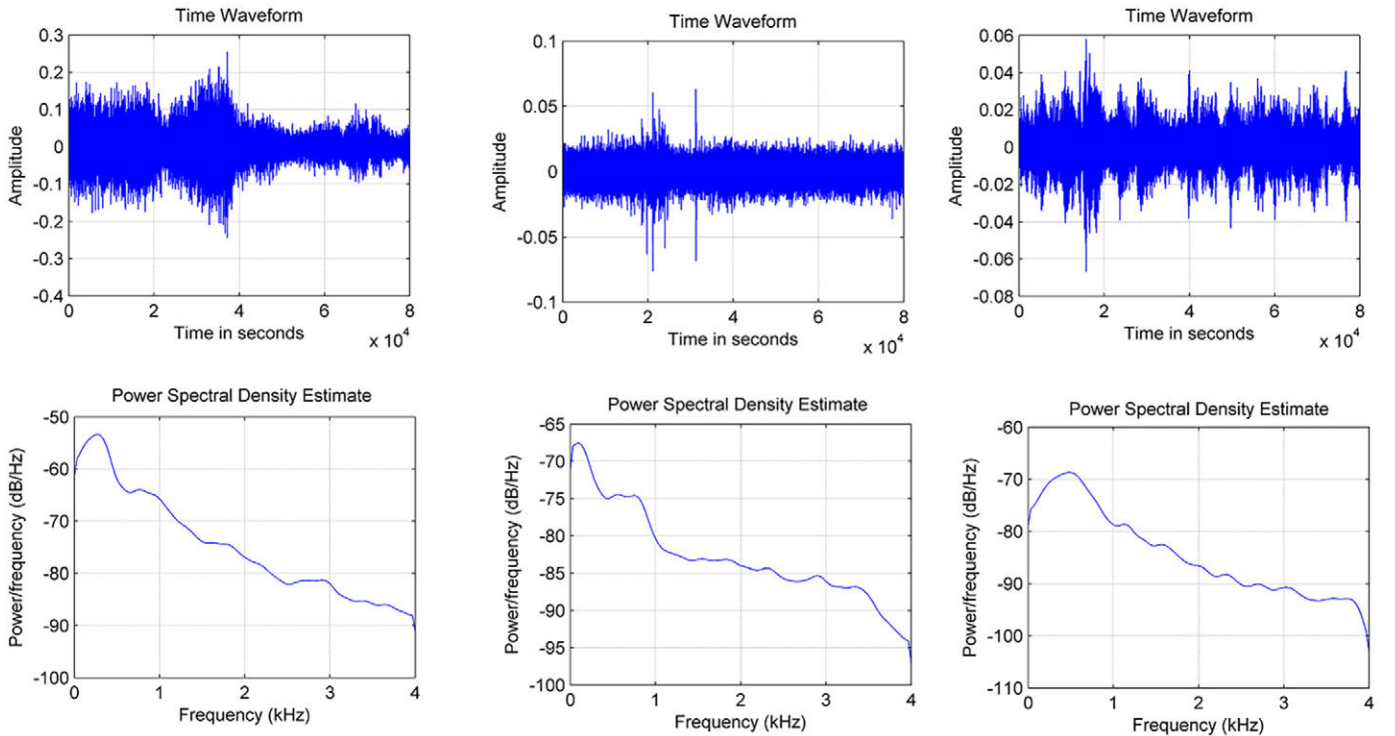 Time Waveform
0.3
0.2
0.1
0
-0.1
-0.2
-0.3
-0.4
Amplitude
0 2 4 6 8
Time in seconds
x 10^4
Time Waveform
0.1
0.05
0
-0.05
-0.1
Amplitude
0 2 4 6 8
Time in seconds
x 10^4
Time Waveform
0.06
0.04
0.02
0
-0.02
-0.04
-0.06
-0.08
Amplitude
0 2 4 6 8
Time in seconds
x 10^4
Power Spectral Density Estimate
-50
-60
-70
-80
-90
-100
Power/frequency (dB/Hz)
0 1 2 3 4
Frequency (kHz)
Power Spectral Density Estimate
-65
-70
-75
-80
-85
-90
-95
-100
Power/frequency (dB/Hz)
0 1 2 3 4
Frequency (kHz)
Power Spectral Density Estimate
-60
-70
-80
-90
-100
-110
Power/frequency (dB/Hz)
0 1 2 3 4
Frequency (kHz)